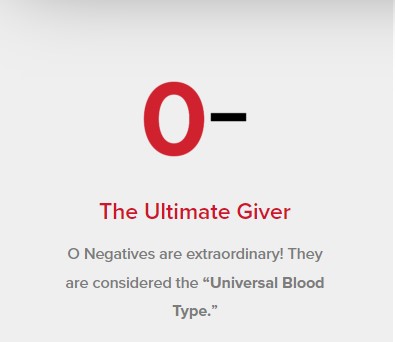 O-
The Ultimate Giver
O Negatives are extraordinary! They
are considered the “Universal Blood
Type.”